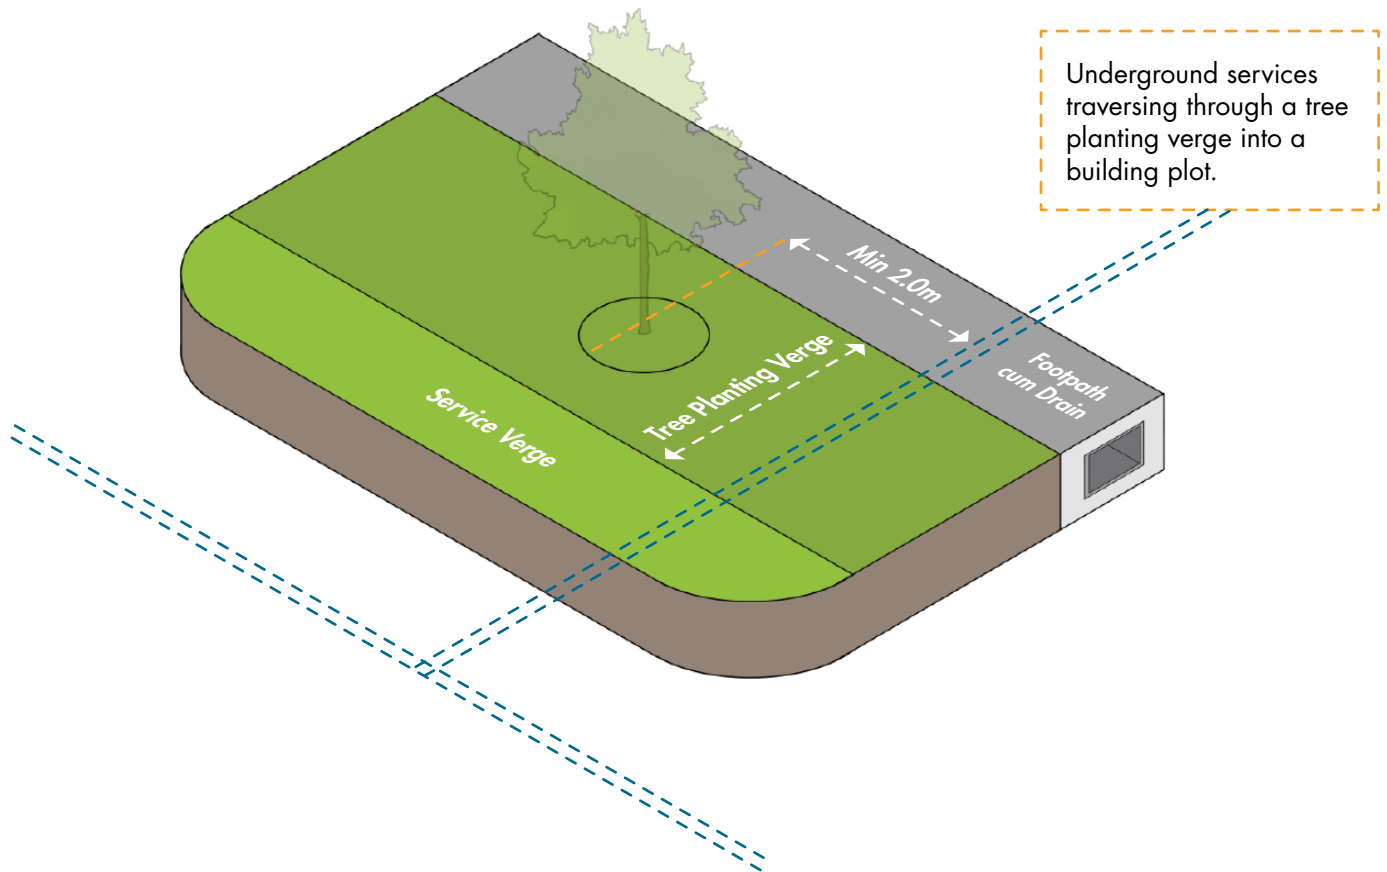 Underground services
traversing through a tree
planting verge into a
building plot.
Min 2.0m
Tree Planting Verge
Footpath
cum Drain
Service Verge